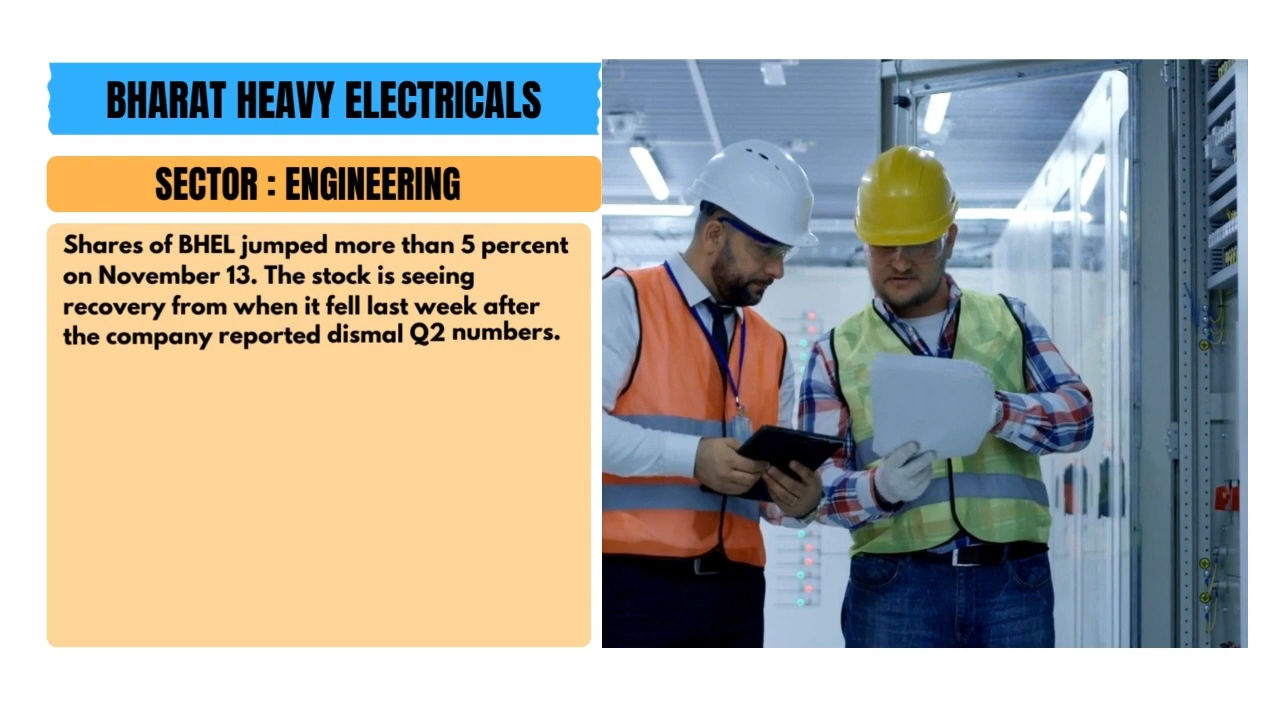 BHARAT HEAVY ELECTRICALS
SECTOR : ENGINEERING
Shares of BHEL jumped more than 5 percent
on November 13. The stock is seeing
recovery from when it fell last week after
the company reported dismal Q2 numbers.